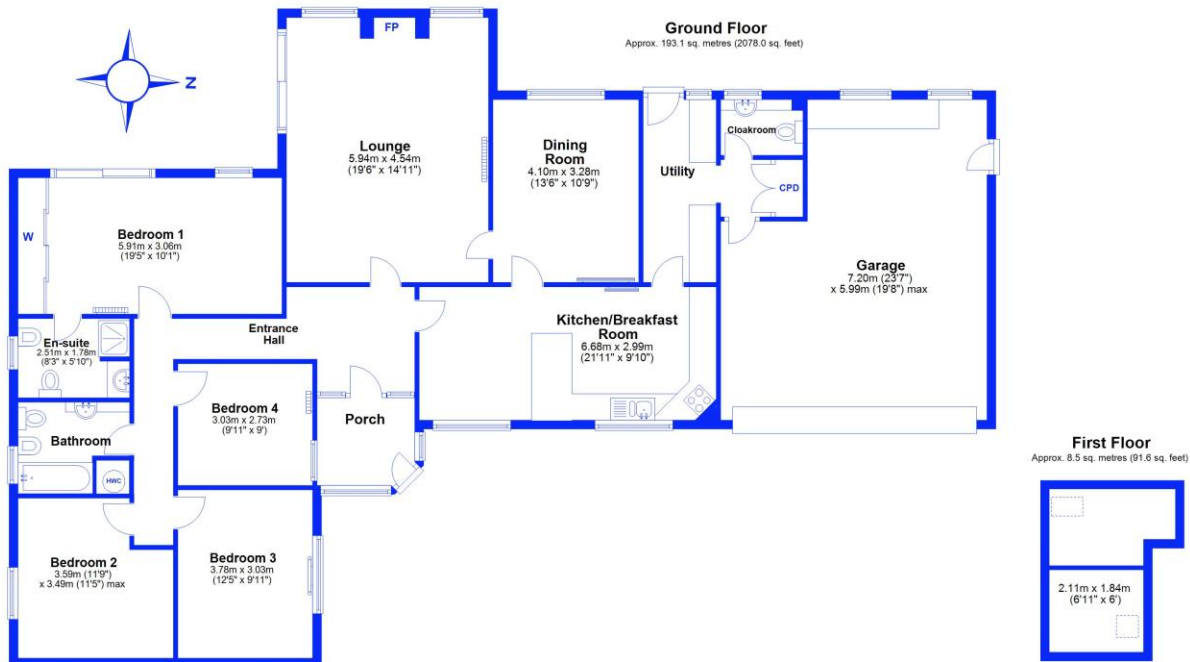 Ground Floor
Approx. 193.1 sq. metres (2078.0 sq. feet)
N
FP
Lounge
5.94m x 4.54m
(19'6" x 14'11")
Dining
Room
4.10m x 3.28m
(13'6" x 10'9")
Utility
Cloakroom
CPD
W
Bedroom 1
5.91m x 3.06m
(19'5" x 10'1")
Garage
7.20m (23'7")
x 5.99m (19'8") max
Entrance
Hall
Kitchen/Breakfast
Room
6.68m x 2.99m
(21'11" x 9'10")
En-suite
2.51m x 1.78m
(8'3" x 5'10")
Bedroom 4
3.03m x 2.73m
(9'11" x 9')
Porch
Bathroom
HWC
Bedroom 2
3.59m (11'9")
x 3.49m (11'5") max
Bedroom 3
3.78m x 3.03m
(12'5" x 9'11")
First Floor
Approx. 8.5 sq. metres (91.6 sq. feet)
2.11m x 1.84m
(6'11" x 6')